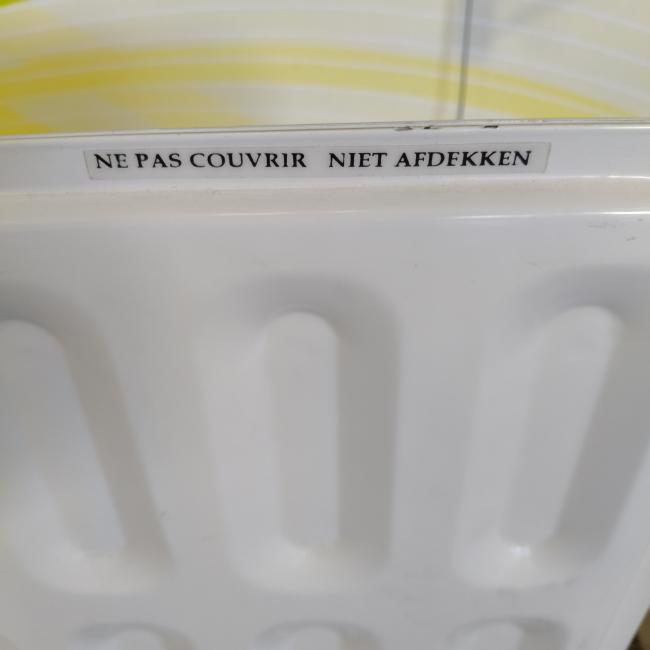 NE PAS COUVRIR NIET AFDEKKEN